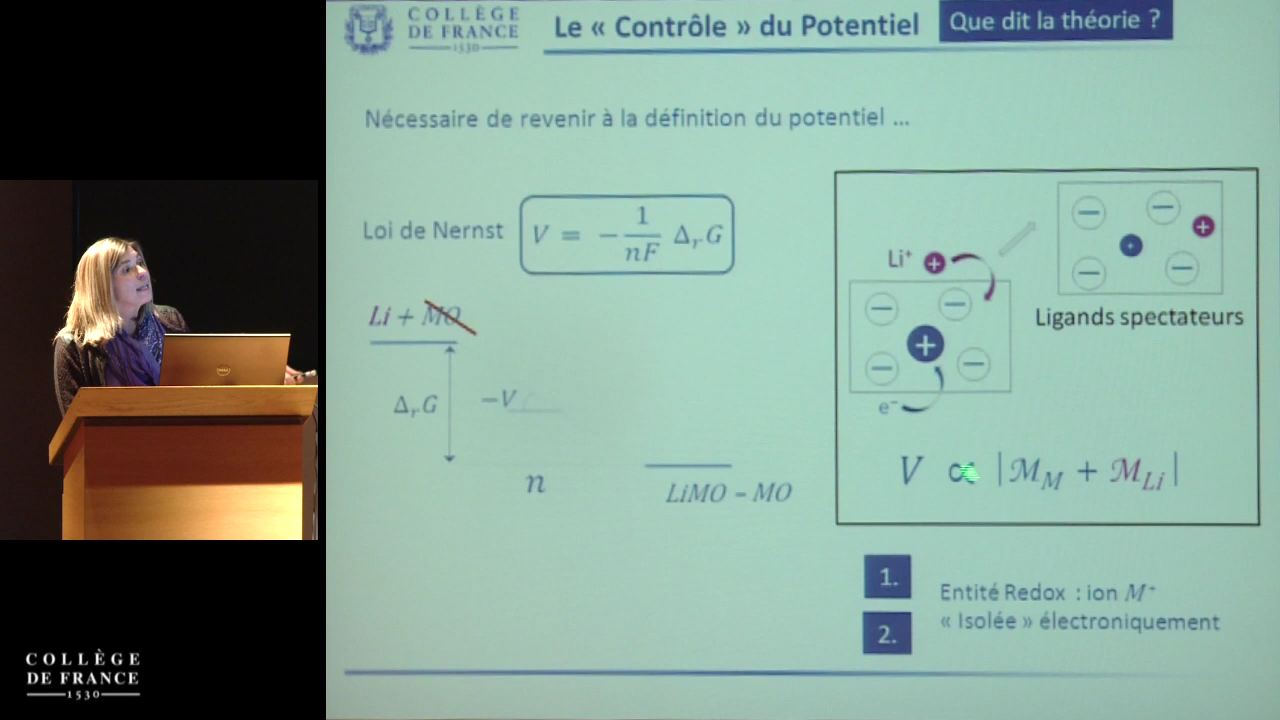 COLLÈGE
DE FRANCE
1530
Le « Contrôle » du Potentiel
Que dit la théorie ?
Nécessaire de revenir à la définition du potentiel ...
Loi de Nernst
V = − 1/nF ΔrG
Li + MO
ΔrG
−V
n
LiMO – MO
Li⁺ +
+
e⁻
Ligands spectateurs
V ∝ |ℳM + ℳLi|
1.
2.
Entité Redox : ion M⁺
« Isolée » électroniquement
DELL
COLLÈGE
DE FRANCE
1530